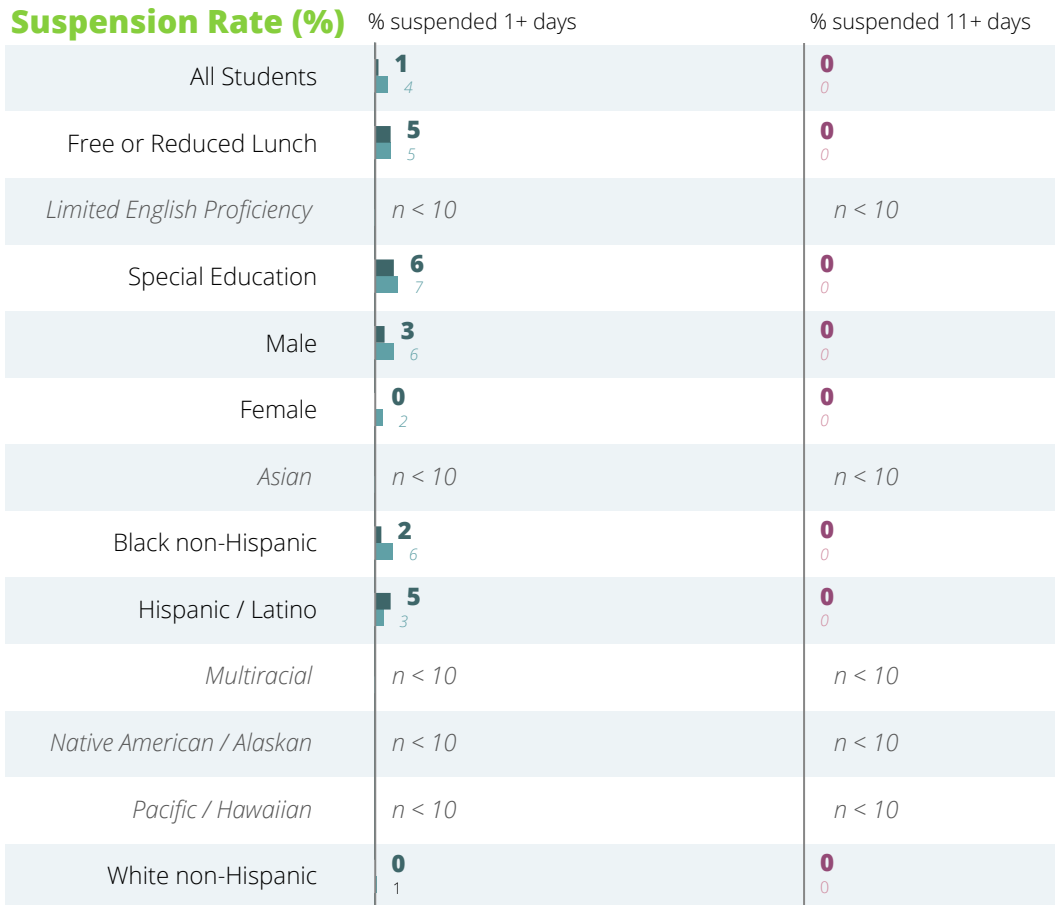 Suspension Rate (%) % suspended 1+ days % suspended 11+ days
All Students 1 0
4 0
Free or Reduced Lunch 5 0
5 0
Limited English Proficiency n < 10 n < 10
Special Education 6 0
7 0
Male 3 0
6 0
Female 0 0
2 0
Asian n < 10 n < 10
Black non-Hispanic 2 0
6 0
Hispanic / Latino 5 0
3 0
Multiracial n < 10 n < 10
Native American / Alaskan n < 10 n < 10
Pacific / Hawaiian n < 10 n < 10
White non-Hispanic 0 0
1 0